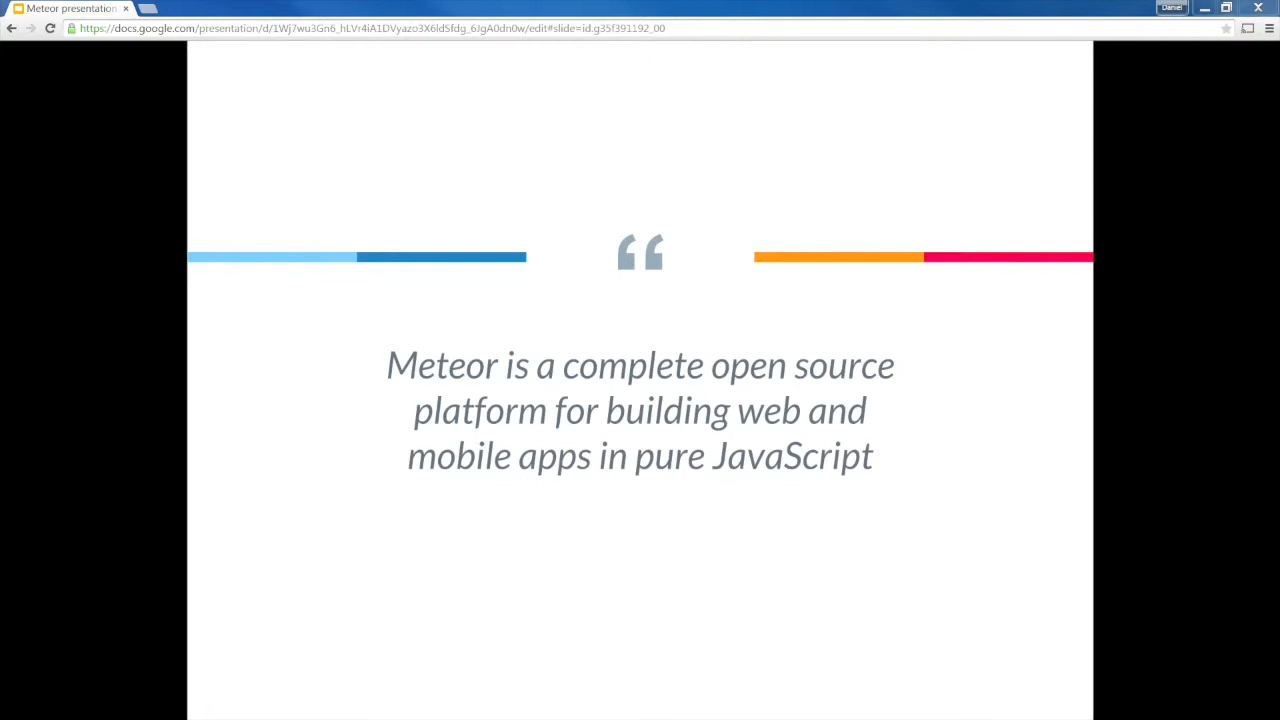 Meteor presentation
Daniel
https://docs.google.com/presentation/d/1Wj7wu3Gn6_hLVr4iA1DVyazo3X6ldSfdg_6JgA0dn0w/edit#slide=id.g35f391192_00
“
Meteor is a complete open source
platform for building web and
mobile apps in pure JavaScript